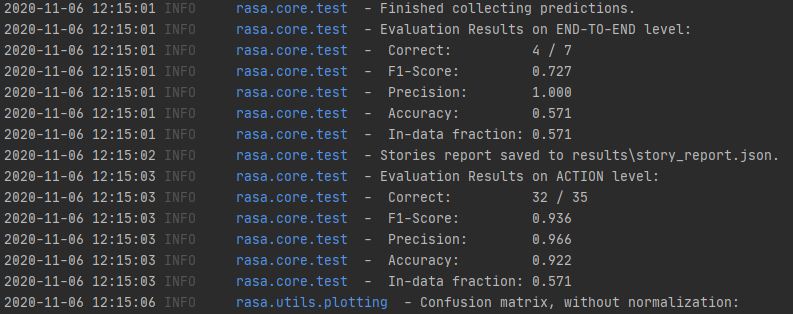 2020-11-06 12:15:01 INFO rasa.core.test - Finished collecting predictions.
2020-11-06 12:15:01 INFO rasa.core.test - Evaluation Results on END-TO-END level:
2020-11-06 12:15:01 INFO rasa.core.test - Correct: 4 / 7
2020-11-06 12:15:01 INFO rasa.core.test - F1-Score: 0.727
2020-11-06 12:15:01 INFO rasa.core.test - Precision: 1.000
2020-11-06 12:15:01 INFO rasa.core.test - Accuracy: 0.571
2020-11-06 12:15:01 INFO rasa.core.test - In-data fraction: 0.571
2020-11-06 12:15:02 INFO rasa.core.test - Stories report saved to results\story_report.json.
2020-11-06 12:15:03 INFO rasa.core.test - Evaluation Results on ACTION level:
2020-11-06 12:15:03 INFO rasa.core.test - Correct: 32 / 35
2020-11-06 12:15:03 INFO rasa.core.test - F1-Score: 0.936
2020-11-06 12:15:03 INFO rasa.core.test - Precision: 0.966
2020-11-06 12:15:03 INFO rasa.core.test - Accuracy: 0.922
2020-11-06 12:15:03 INFO rasa.core.test - In-data fraction: 0.571
2020-11-06 12:15:06 INFO rasa.utils.plotting - Confusion matrix, without normalization: